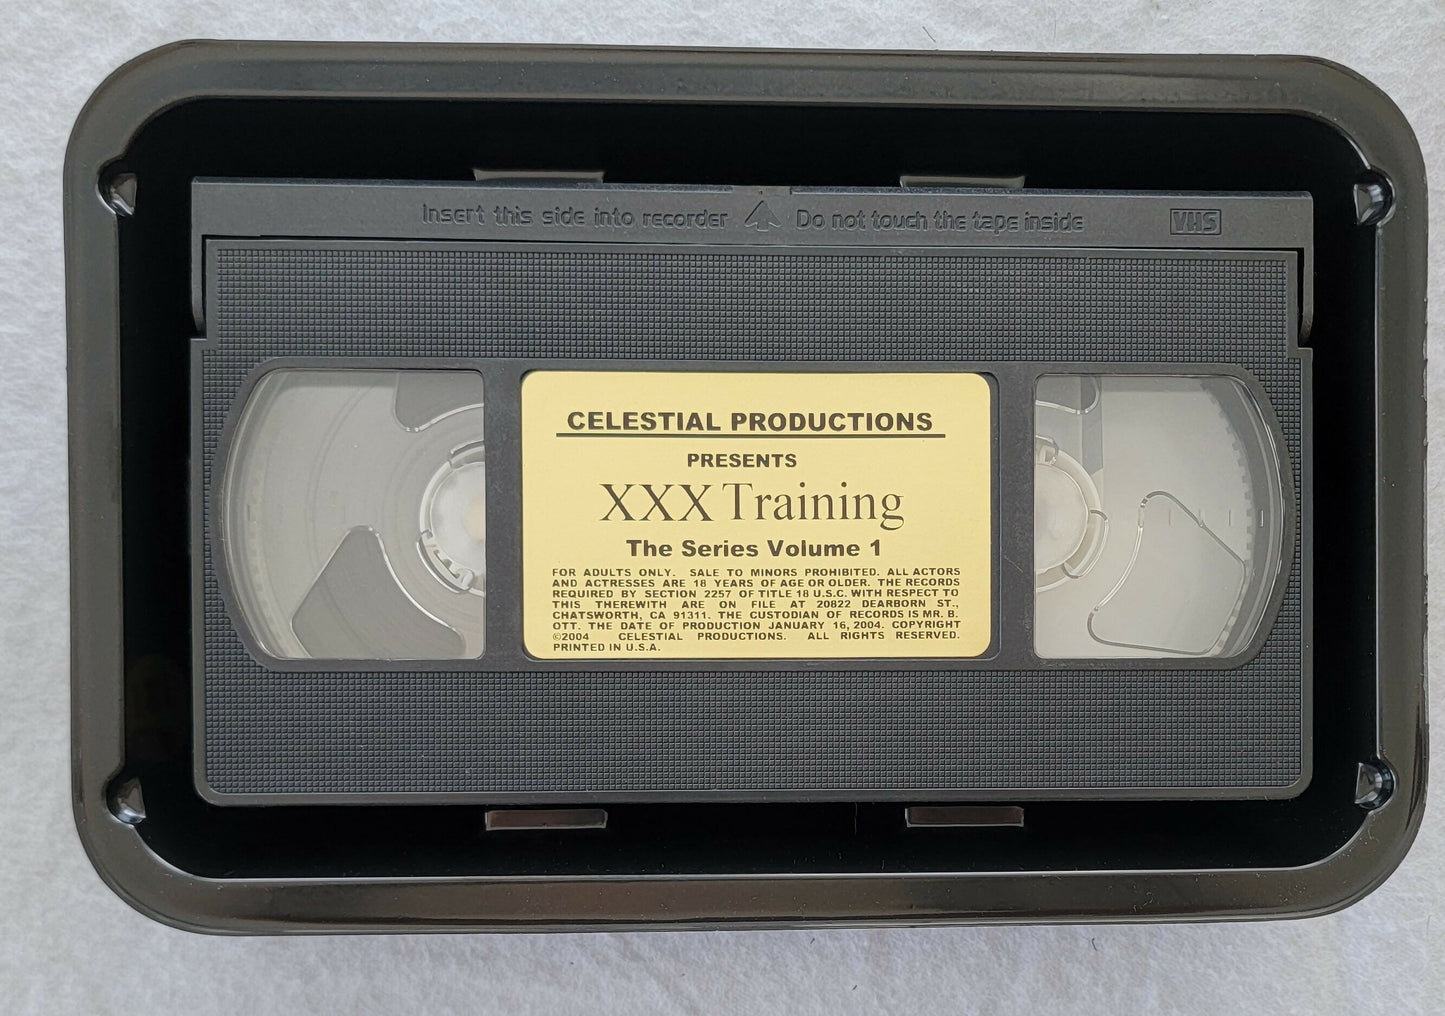 Insert this side into recorder Do not touch the tape inside VHS
CELESTIAL PRODUCTIONS
PRESENTS
XXX Training
The Series Volume 1
FOR ADULTS ONLY. SALE TO MINORS PROHIBITED. ALL ACTORS
AND ACTRESSES ARE 18 YEARS OF AGE OR OLDER. THE RECORDS
REQUIRED BY SECTION 2257 OF TITLE 18 U.S.C. WITH RESPECT TO
THIS THEREWITH ARE ON FILE AT 20822 DEARBORN ST.,
CHATSWORTH, CA 91311. THE CUSTODIAN OF RECORDS IS MR. B.
OTT. THE DATE OF PRODUCTION JANUARY 16, 2004. COPYRIGHT
©2004 CELESTIAL PRODUCTIONS. ALL RIGHTS RESERVED.
PRINTED IN U.S.A.